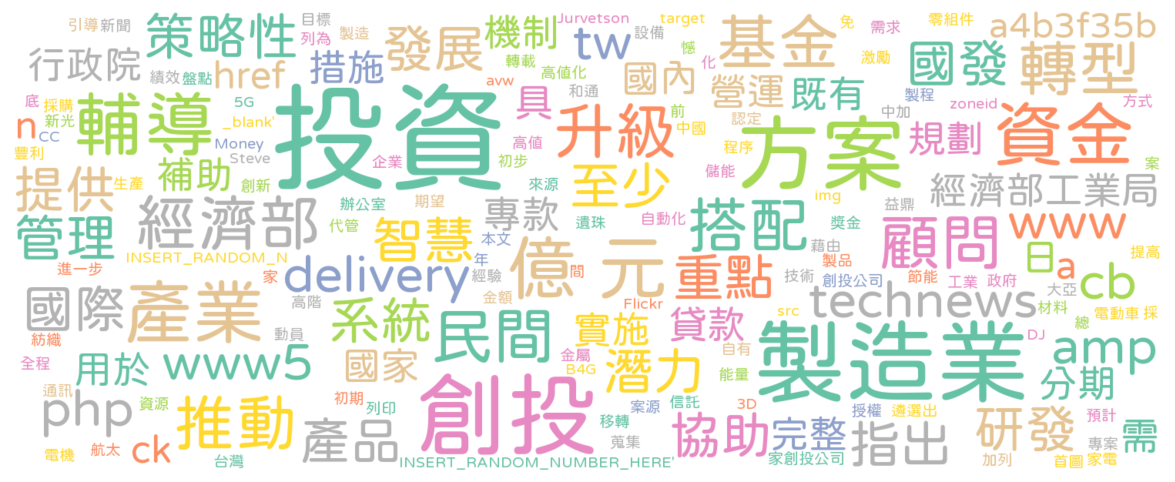 引導 新聞 目標 列為 製造 策略性 發展 轉載 機制 Jurvetson tw 設備 target 憾 化 基金 免 需求 激勵 零組件 a4b3f35b
行政院 績效 盤點 href 措施 avw 高值化 和通 國內 營運 既有 製程 國發 轉型
底 採購 新光 CC n 豐利 輔導 5G _blank' Money Steve 投資 企業 具 高值 初步 升級 前 中國 認定 程序 方案 中加 zoneid 規劃 資金 方式 案
提供 生產 補助 創新 辦公室 期望 來源 至少 儲能 img 益鼎 經濟部工業局
管理 經濟部 代管 智慧 本文 專款 遺珠 自動化 搭配 獎金 藉由 顧問 www 提高
INSERT_RANDOM_N 進一步 家 delivery 年 經驗 億 元 間 重點 技術 創投公司 製品 節能 工業 政府 日 a 大亞 cb
國際 產業 高階 動員 系統 金額 民間 Flickr 實施 貸款 src technews 材料 總 電動車 採
紡織 全程 用於 www5 國家 金屬 B4G 潛力 自有 能量 製造業 DJ amp 分期
通訊 php 資源 推動 初期 列印 創投 案源 信託 移轉 3D 協助 授權 遴選出 完整 預計 研發 需
電機 航太 ck 台灣 產品 蒐集 INSERT_RANDOM_NUMBER_HERE' 家創投公司 指出 專案 加列 首圖 家電